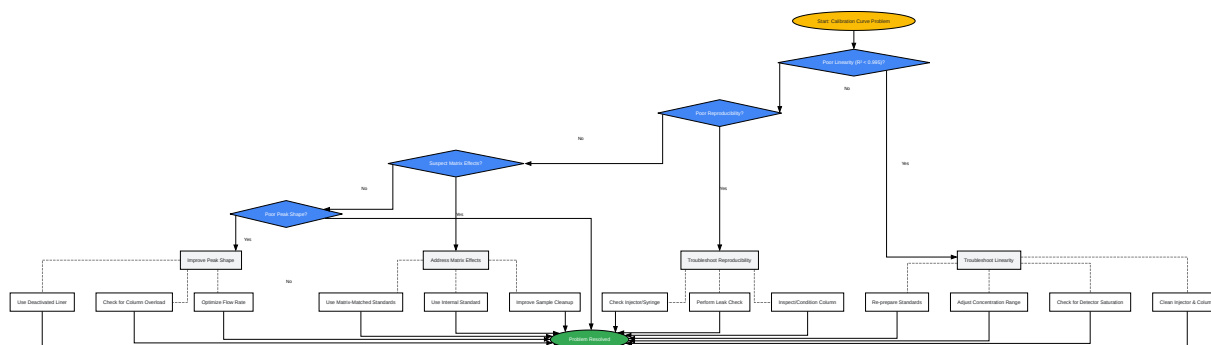 Start: Calibration Curve Problem
Poor Linearity (R² < 0.995)?
No
Poor Reproducibility?
No
Suspect Matrix Effects?
Yes
No
Yes
Poor Peak Shape?
Yes
Yes
Improve Peak Shape
Address Matrix Effects
Troubleshoot Reproducibility
Troubleshoot Linearity
No
Use Deactivated Liner
Check for Column Overload
Optimize Flow Rate
Use Matrix-Matched Standards
Use Internal Standard
Improve Sample Cleanup
Check Injector/Syringe
Perform Leak Check
Inspect/Condition Column
Re-prepare Standards
Adjust Concentration Range
Check for Detector Saturation
Clean Injector & Colum
Problem Resolved